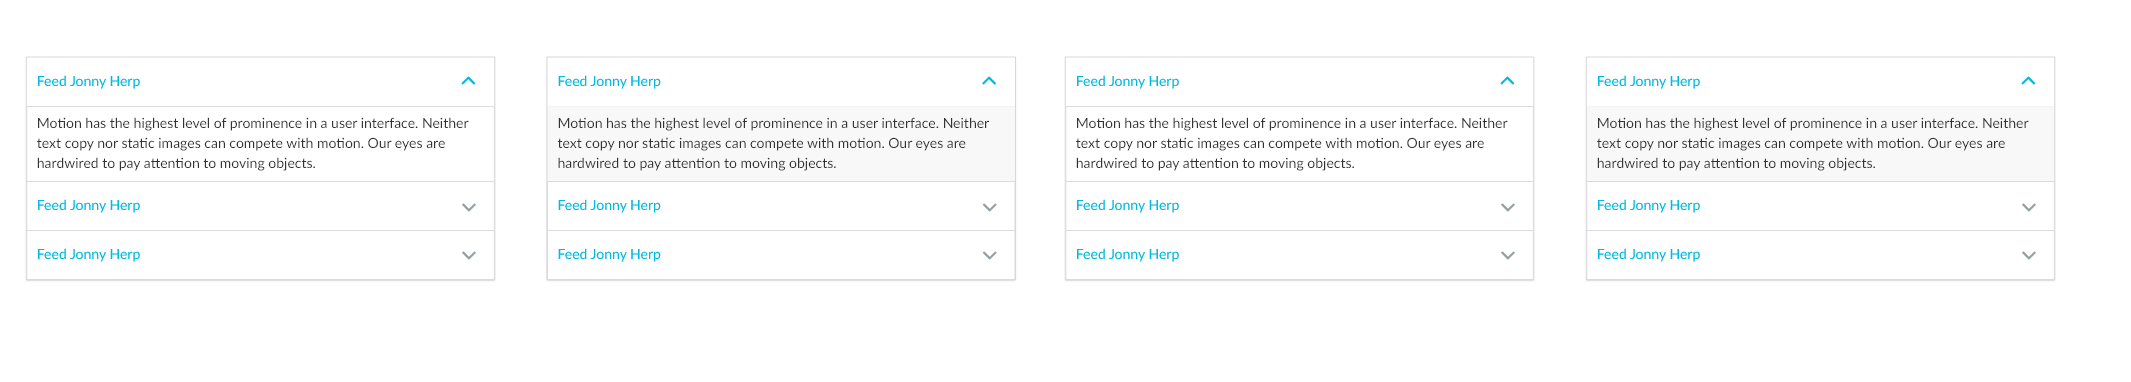 Feed Jonny Herp
Motion has the highest level of prominence in a user interface. Neither
text copy nor static images can compete with motion. Our eyes are
hardwired to pay attention to moving objects.
Feed Jonny Herp
Feed Jonny Herp
Feed Jonny Herp
Motion has the highest level of prominence in a user interface. Neither
text copy nor static images can compete with motion. Our eyes are
hardwired to pay attention to moving objects.
Feed Jonny Herp
Feed Jonny Herp
Feed Jonny Herp
Motion has the highest level of prominence in a user interface. Neither
text copy nor static images can compete with motion. Our eyes are
hardwired to pay attention to moving objects.
Feed Jonny Herp
Feed Jonny Herp
Feed Jonny Herp
Motion has the highest level of prominence in a user interface. Neither
text copy nor static images can compete with motion. Our eyes are
hardwired to pay attention to moving objects.
Feed Jonny Herp
Feed Jonny Herp